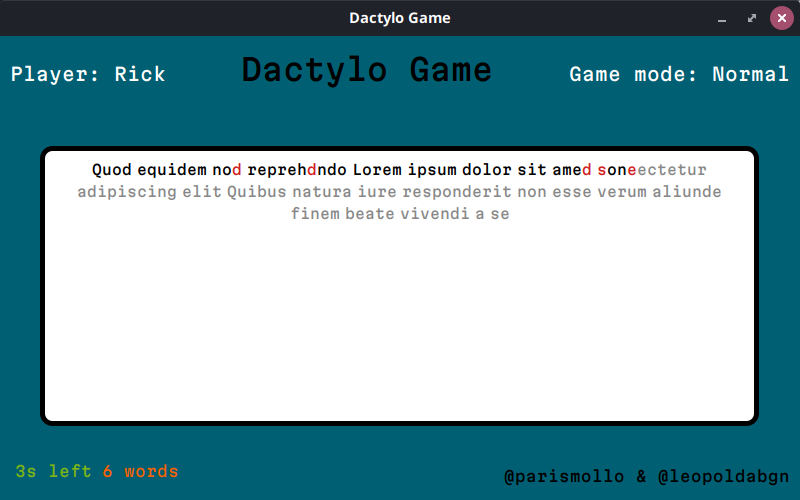 Dactylo Game
Player: Rick
Dactylo Game
Game mode: Normal
Quod equidem nod reprehdndo Lorem ipsum dolor sit amed soneectetur
adipiscing elit Quibus natura iure responderit non esse verum aliunde
finem beate vivendi a se
3s left 6 words
@parismollo & @leopoldabgn